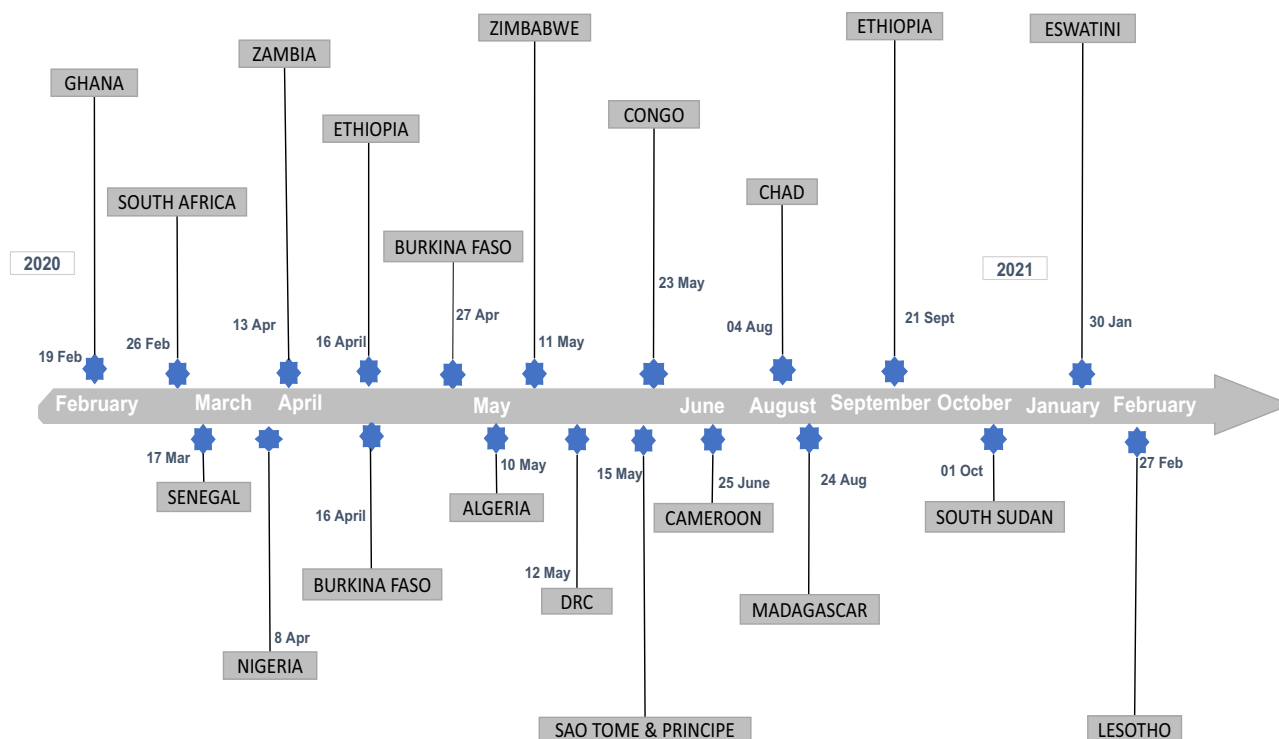 ZIMBABWE
ETHIOPIA
ESWATINI
ZAMBIA
GHANA
CONGO
ETHIOPIA
CHAD
SOUTH AFRICA
BURKINA FASO
2020
2021
23 May
27 Apr
21 Sept
30 Jan
04 Aug
13 Apr
16 April
11 May
26 Feb
19 Feb
February
March
April
May
June
August
September
October
January
February
17 Mar
10 May
15 May
27 Feb
01 Oct
25 June
24 Aug
SENEGAL
ALGERIA
16 April
CAMEROON
SOUTH SUDAN
12 May
BURKINA FASO
DRC
MADAGASCAR
8 Apr
NIGERIA
SAO TOME & PRINCIPE
LESOTHO